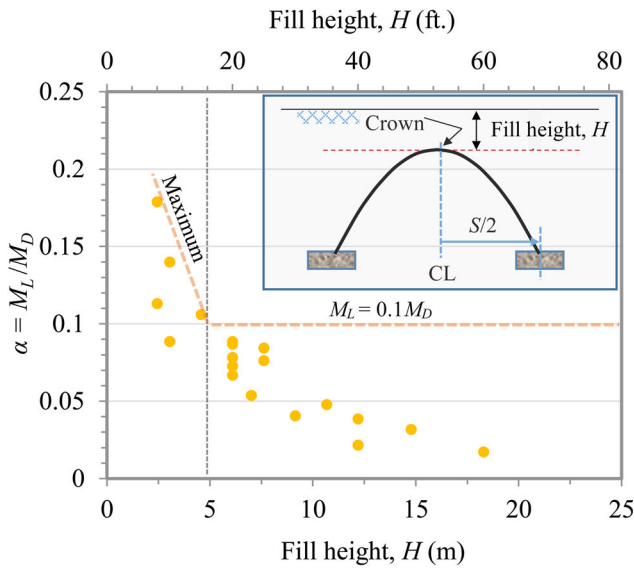 Fill height, H (ft.)
0 20 40 60 80
0.25
0.2
0.15
0.1
0.05
0
α = M_L/M_D
Maximum
Crown
Fill height, H
S/2
CL
M_L = 0.1M_D
0 5 10 15 20 25
Fill height, H (m)